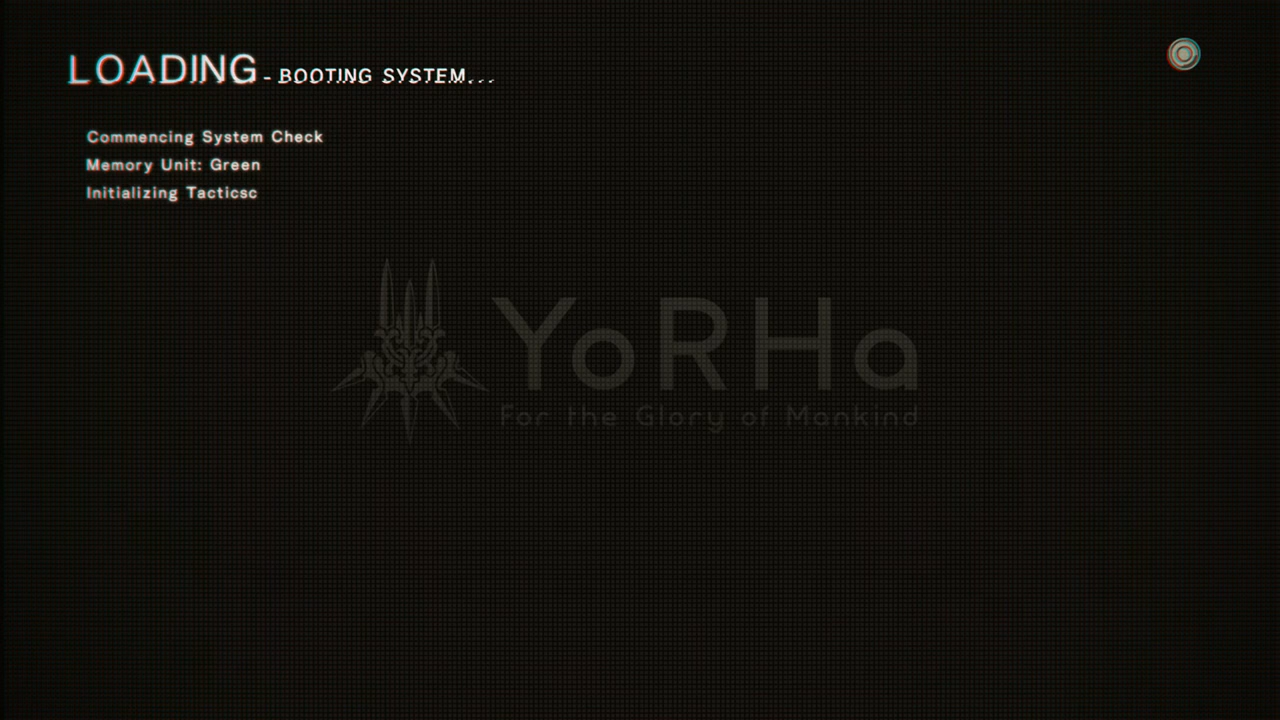 LOADING - BOOTING SYSTEM...
Commencing System Check
Memory Unit: Green
Initializing Tacticsc
YoRHa
For the Glory of Mankind